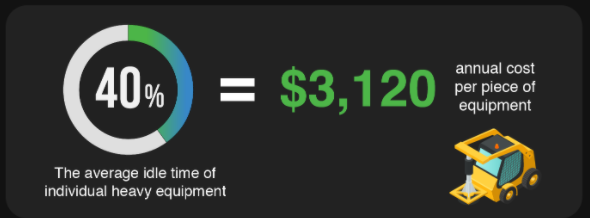 40%
The average idle time of
individual heavy equipment
=
$3,120
annual cost
per piece of
equipment